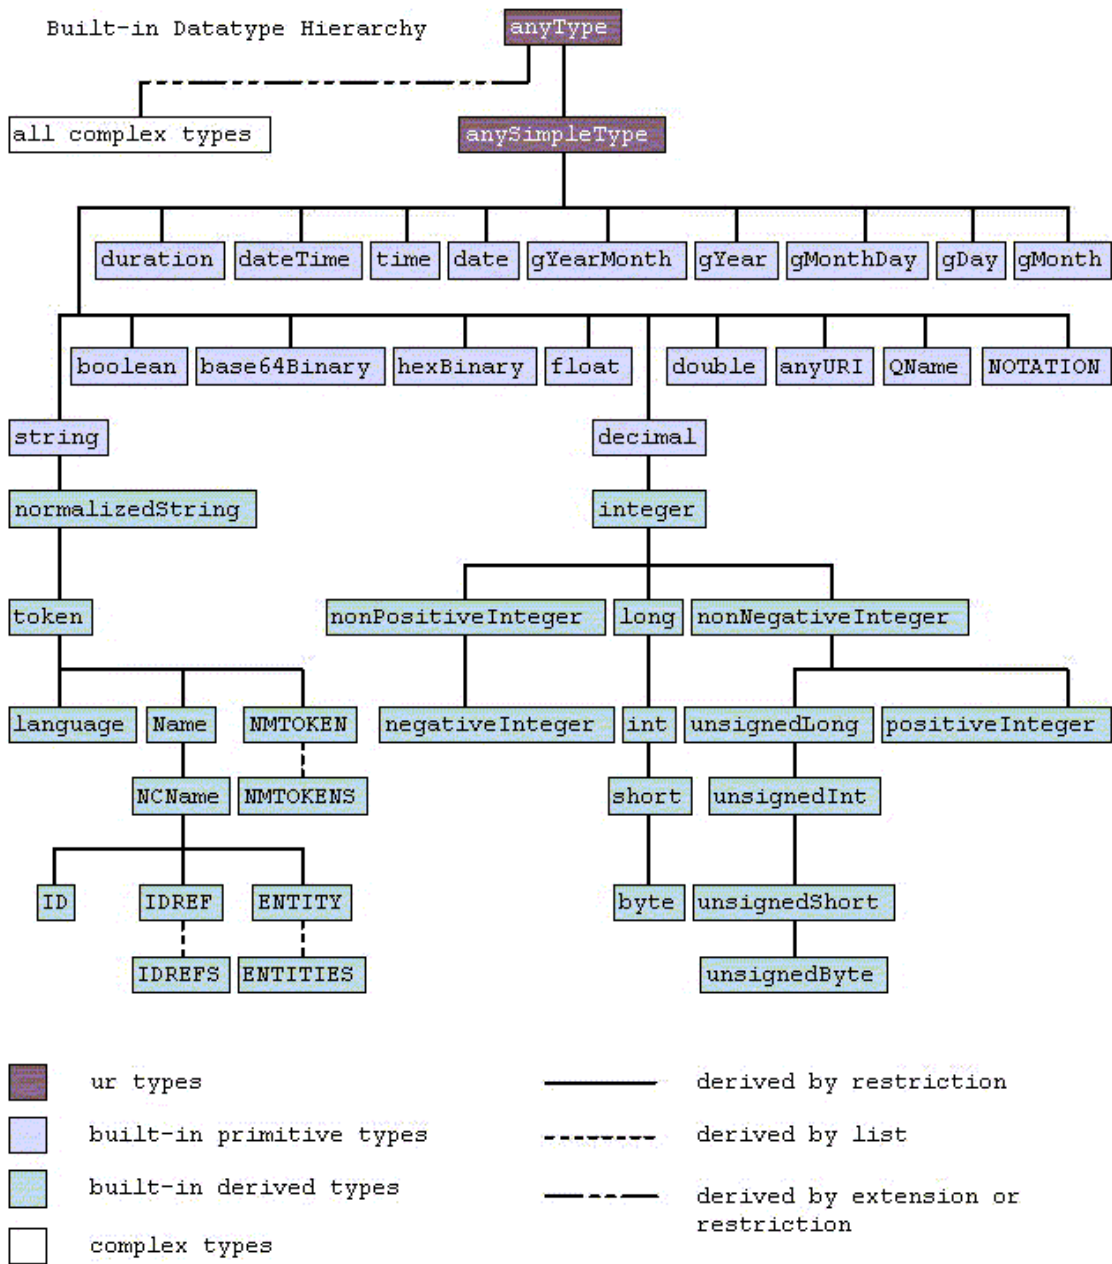 Built-in Datatype Hierarchy anyType
all complex types anySimpleType
duration dateTime time date gYearMonth gYear gMonthDay gDay gMonth
boolean base64Binary hexBinary float double anyURI QName NOTATION
string decimal
normalizedString integer
token nonPositiveInteger long nonNegativeInteger
language Name NMTOKEN negativeInteger int unsignedLong positiveInteger
NCName NMTOKENS short unsignedInt
ID IDREF ENTITY byte unsignedShort
IDREFS ENTITIES unsignedByte
ur types derived by restriction
built-in primitive types derived by list
built-in derived types derived by extension or
restriction
complex types